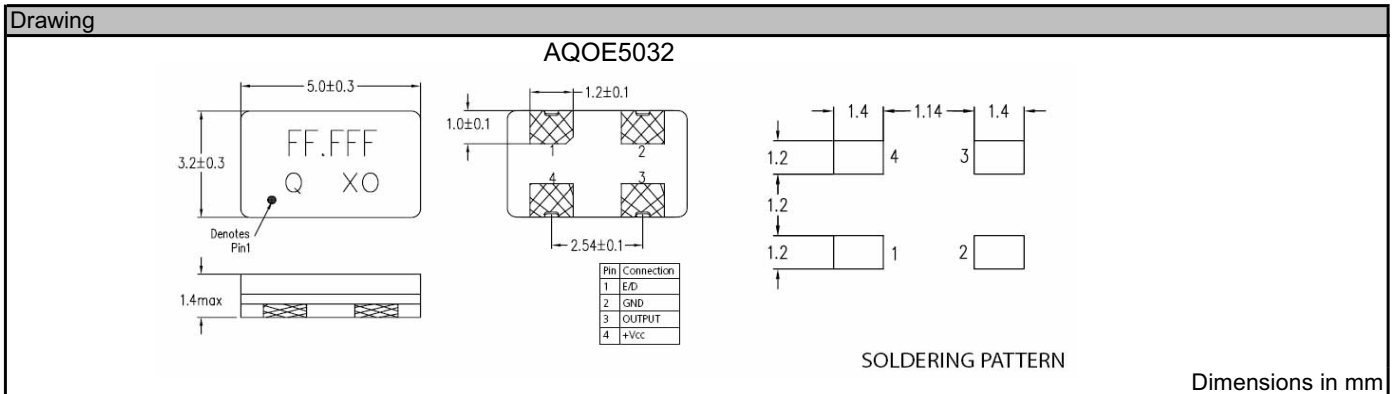 Drawing
AQOE5032
5.0±0.3
3.2±0.3
FF.FFF
Q XO
Denotes
Pin1
1.4max
1.2±0.1
1.0±0.1
1
2
4
3
2.54±0.1
Pin Connection
1 E/D
2 GND
3 OUTPUT
4 +Vcc
1.4 1.14 1.4
1.2 4 3
1.2
1.2 1 2
SOLDERING PATTERN
Dimensions in mm